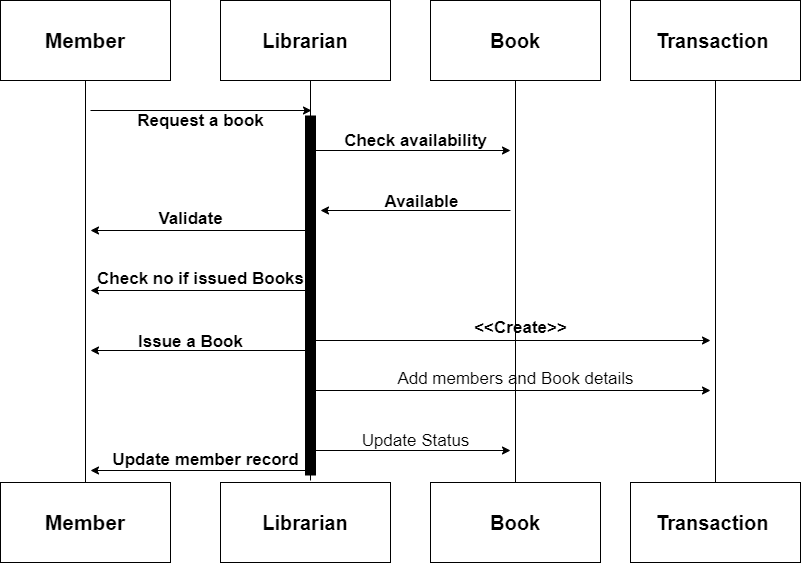 Member
Librarian
Book
Transaction
Request a book
Check availability
Available
Validate
Check no if issued Books
<<Create>>
Issue a Book
Add members and Book details
Update Status
Update member record
Member
Librarian
Book
Transaction